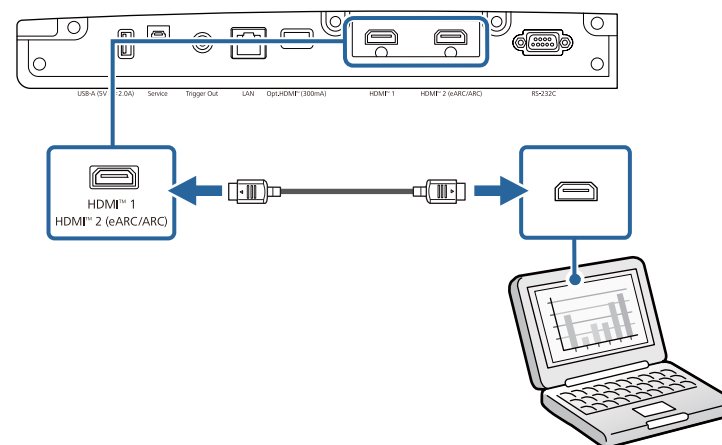 USB-A (5V 2.0A) Service Trigger Out LAN Opt.HDMI™ (300mA) HDMI™ 1 HDMI™ 2 (eARC/ARC) RS-232C
HDMI™ 1
HDMI™ 2 (eARC/ARC)